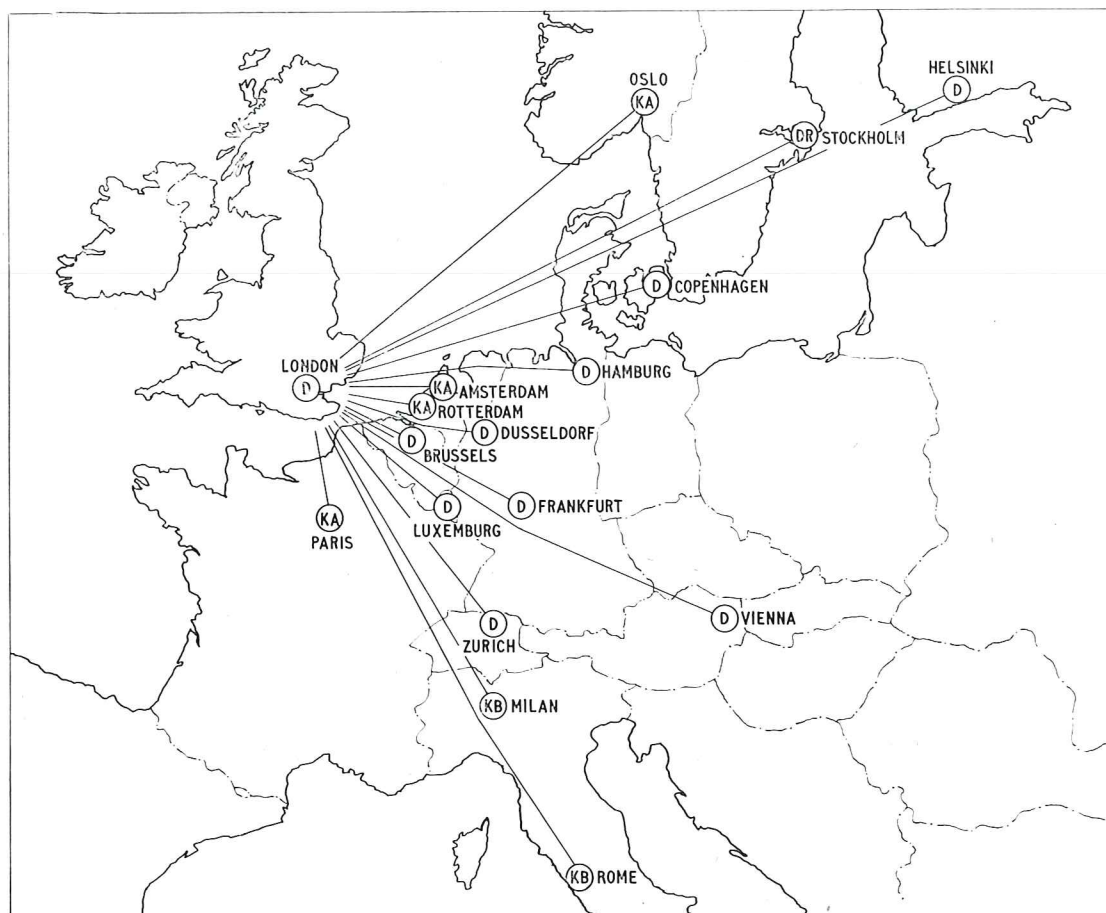 HELSINKI
D
OSLO
KA
DR STOCKHOLM
D COPENHAGEN
LONDON
D
D HAMBURG
KA AMSTERDAM
KA ROTTERDAM
D DUSSELDORF
D
BRUSSELS
D FRANKFURT
D
LUXEMBURG
KA
PARIS
D VIENNA
D
ZURICH
KB MILAN
KB ROME